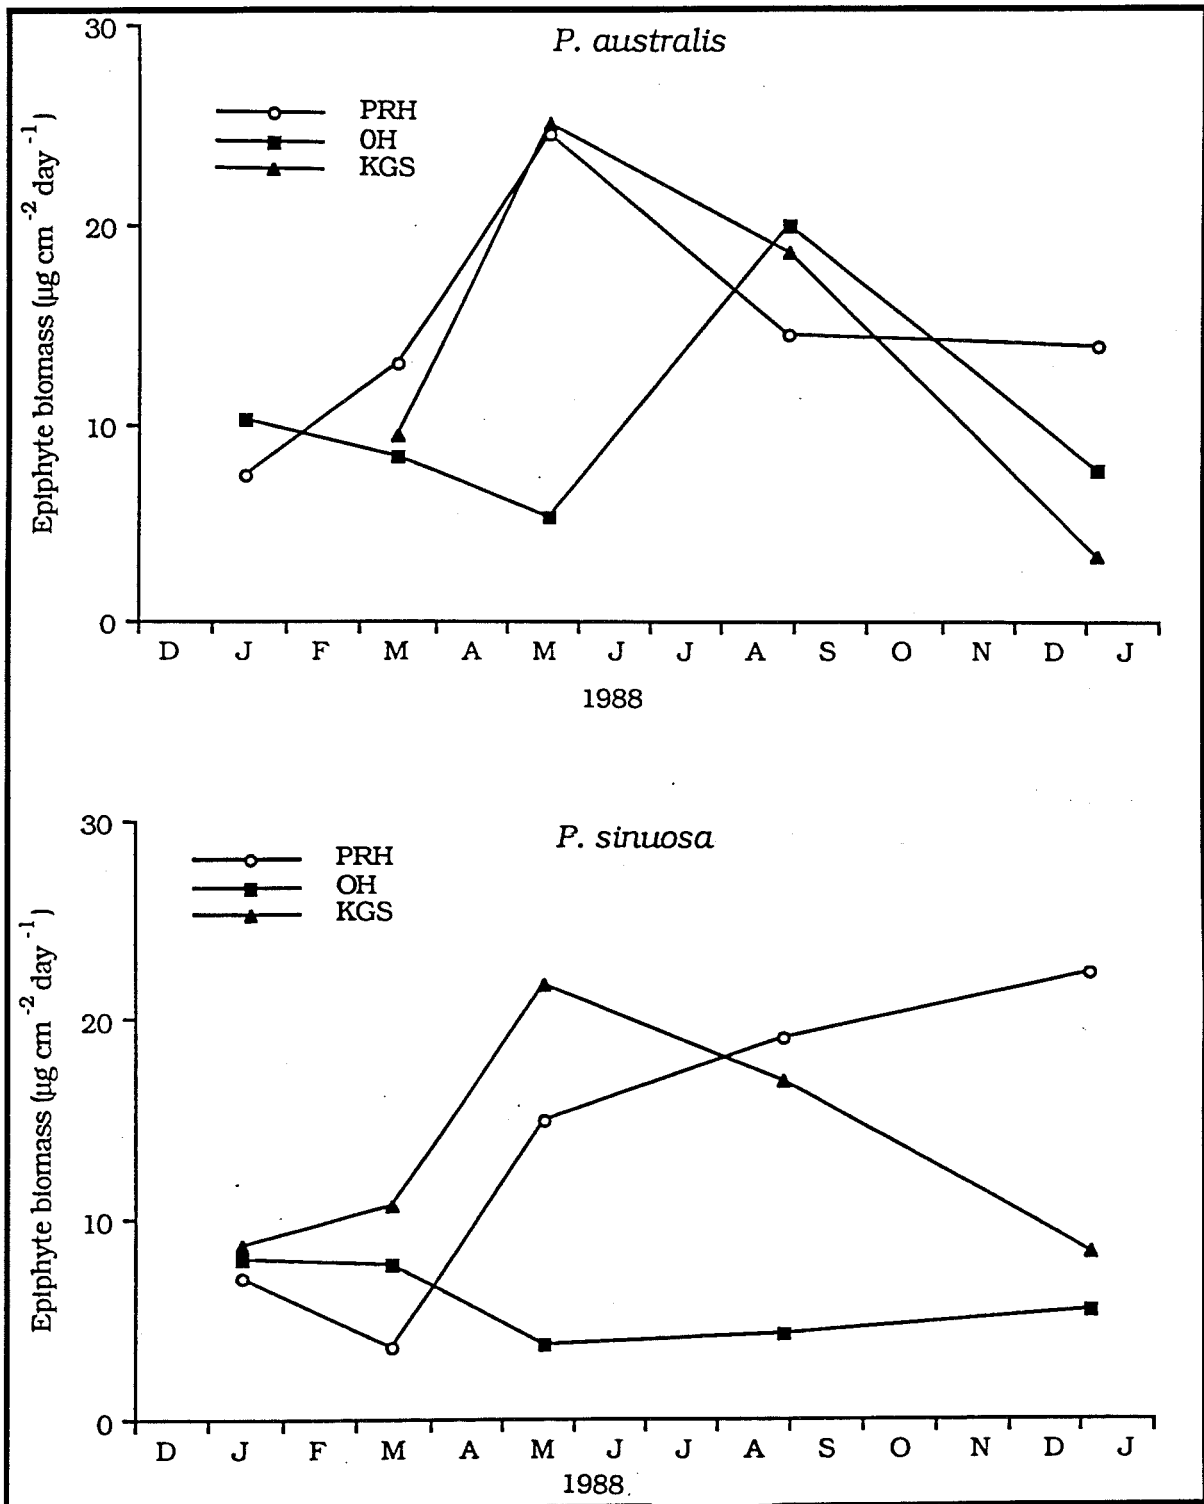 P. australis
30
20
10
0
Epiphyte biomass (µg cm⁻² day⁻¹)
PRH
OH
KGS
D J F M A M J J A S O N D J
1988
P. sinuosa
30
20
10
0
Epiphyte biomass (µg cm⁻² day⁻¹)
PRH
OH
KGS
D J F M A M J J A S O N D J
1988